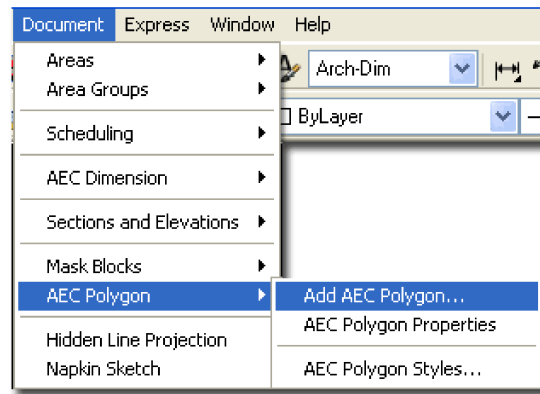 Document Express Window Help
Areas
Arch-Dim
Area Groups
ByLayer
Scheduling
AEC Dimension
Sections and Elevations
Mask Blocks
AEC Polygon
Add AEC Polygon...
AEC Polygon Properties
Hidden Line Projection
Napkin Sketch
AEC Polygon Styles...